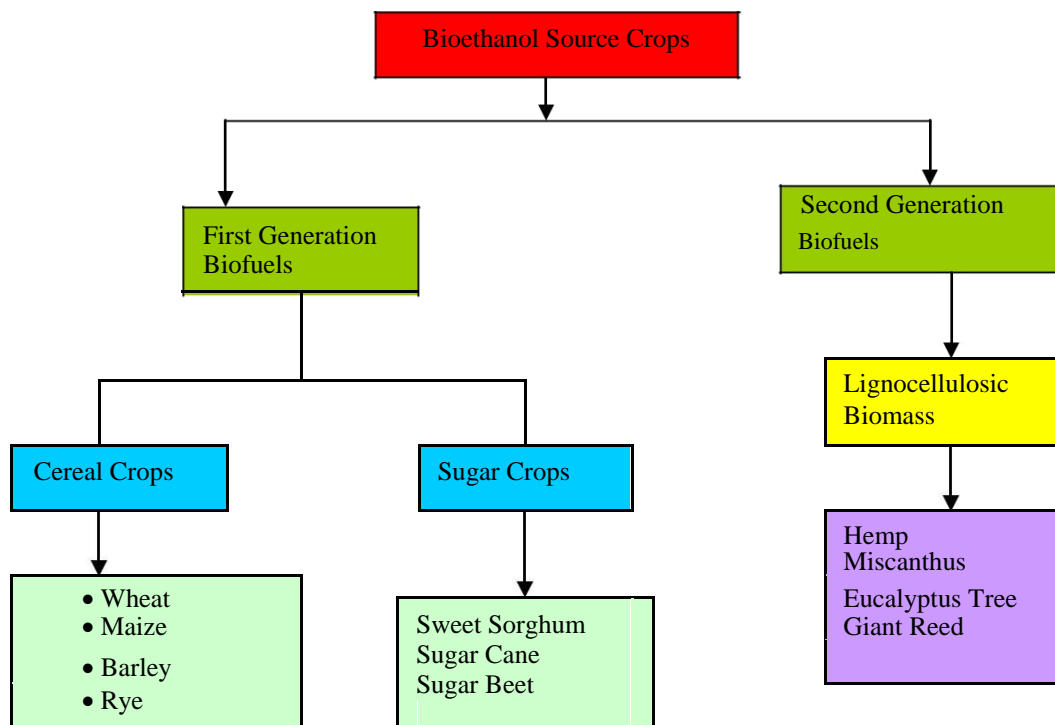 Bioethanol Source Crops
First Generation
Biofuels
Second Generation
Biofuels
Cereal Crops
Sugar Crops
Lignocellulosic
Biomass
• Wheat
• Maize
• Barley
• Rye
Sweet Sorghum
Sugar Cane
Sugar Beet
Hemp
Miscanthus
Eucalyptus Tree
Giant Reed